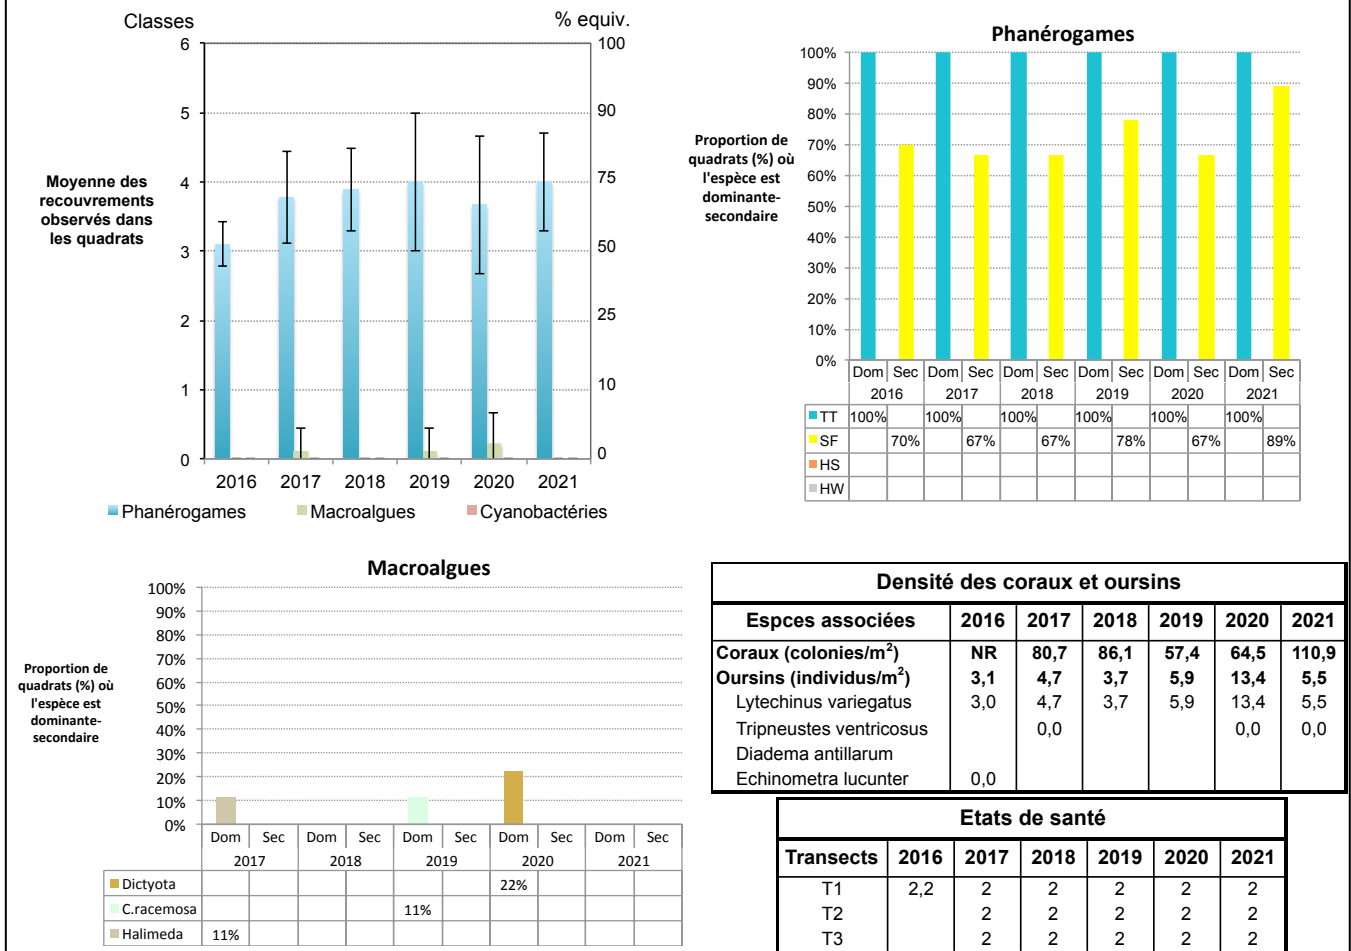 Classes % equiv.
6 100
5 90
4 75
3 50
2 25
1 10
0 0
Moyenne des
recouvrements
observés dans
les quadrats
2016 2017 2018 2019 2020 2021
Phanérogames Macroalgues Cyanobactéries
Phanérogames
100%
90%
80%
70%
60%
50%
40%
30%
20%
10%
0%
Proportion de
quadrats (%) où
l'espèce est
dominante-
secondaire
Dom Sec Dom Sec Dom Sec Dom Sec Dom Sec Dom Sec
2016 2017 2018 2019 2020 2021
TT 100% 100% 100% 100% 100% 100%
SF 70% 67% 67% 78% 67% 89%
HS
HW
Macroalgues
100%
90%
80%
70%
60%
50%
40%
30%
20%
10%
0%
Proportion de
quadrats (%) où
l'espèce est
dominante-
secondaire
Dom Sec Dom Sec Dom Sec Dom Sec Dom Sec
2017 2018 2019 2020 2021
Dictyota 22%
C.racemosa 11%
Halimeda 11%
Densité des coraux et oursins
Espces associées 2016 2017 2018 2019 2020 2021
Coraux (colonies/m²) NR 80,7 86,1 57,4 64,5 110,9
Oursins (individus/m²) 3,1 4,7 3,7 5,9 13,4 5,5
Lytechinus variegatus 3,0 4,7 3,7 5,9 13,4 5,5
Tripneustes ventricosus 0,0 0,0 0,0
Diadema antillarum
Echinometra lucunter 0,0
Etats de santé
Transects 2016 2017 2018 2019 2020 2021
T1 2,2 2 2 2 2 2
T2 2 2 2 2 2
T3 2 2 2 2 2